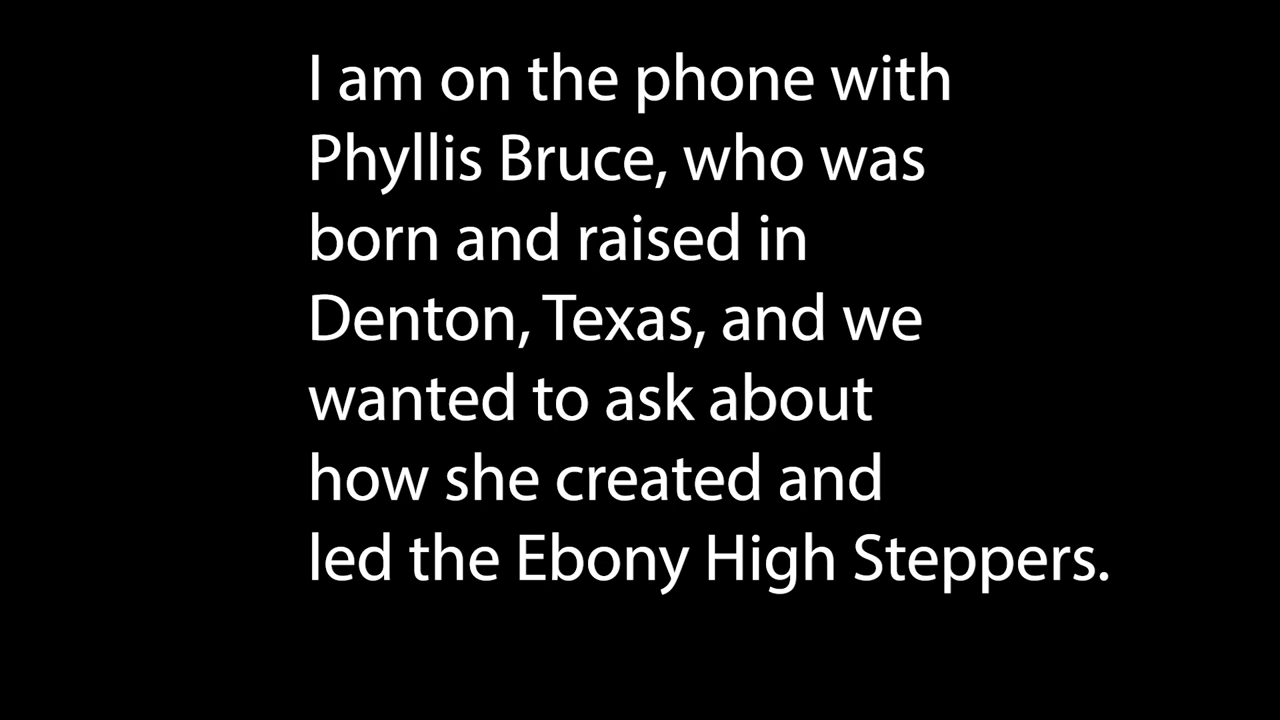 I am on the phone with
Phyllis Bruce, who was
born and raised in
Denton, Texas, and we
wanted to ask about
how she created and
led the Ebony High Steppers.